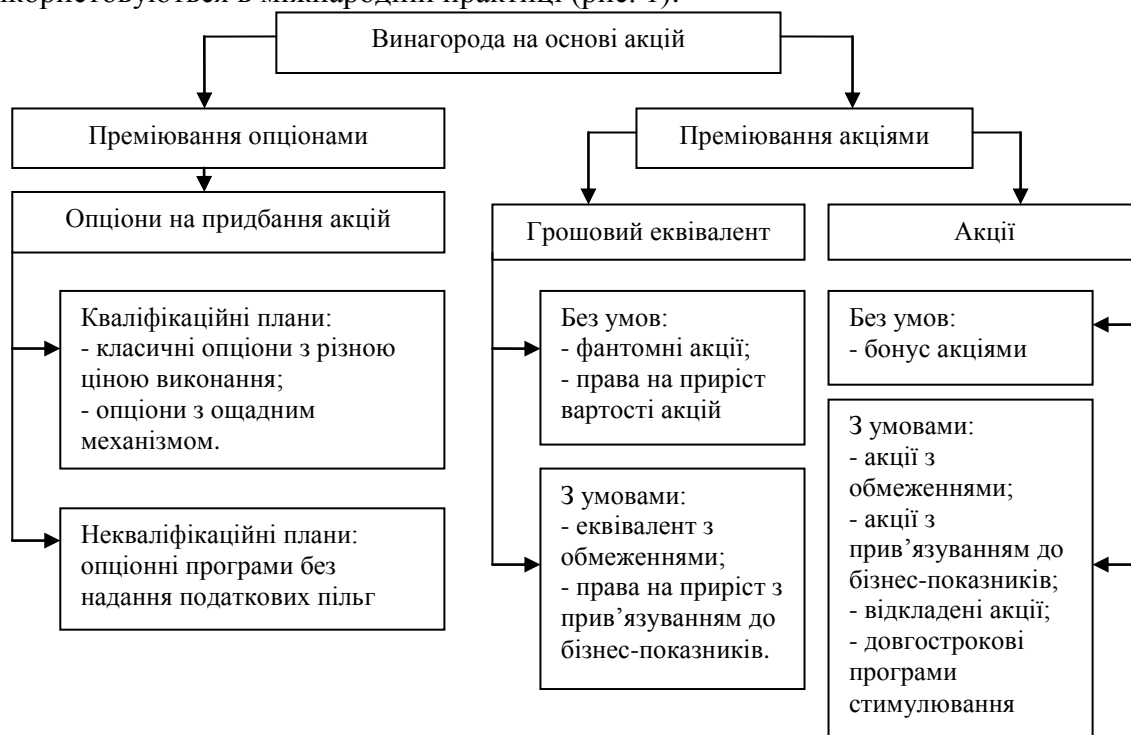 використовуються в міжнародній практиці (рис. 1).
Винагорода на основі акцій
Преміювання опціонами
Преміювання акціями
Опціони на придбання акцій
Грошовий еквівалент
Акції
Кваліфікаційні плани:
- класичні опціони з різною
ціною виконання;
- опціони з ощадним
механізмом.
Некваліфікаційні плани:
опціонні програми без
надання податкових пільг
Без умов:
- фантомні акції;
- права на приріст
вартості акцій
З умовами:
- еквівалент з
обмеженнями;
- права на приріст з
прив’язуванням до
бізнес-показників.
Без умов:
- бонус акціями
З умовами:
- акції з
обмеженнями;
- акції з
прив’язуванням до
бізнес-показників;
- відкладені акції;
- довгострокові
програми
стимулювання